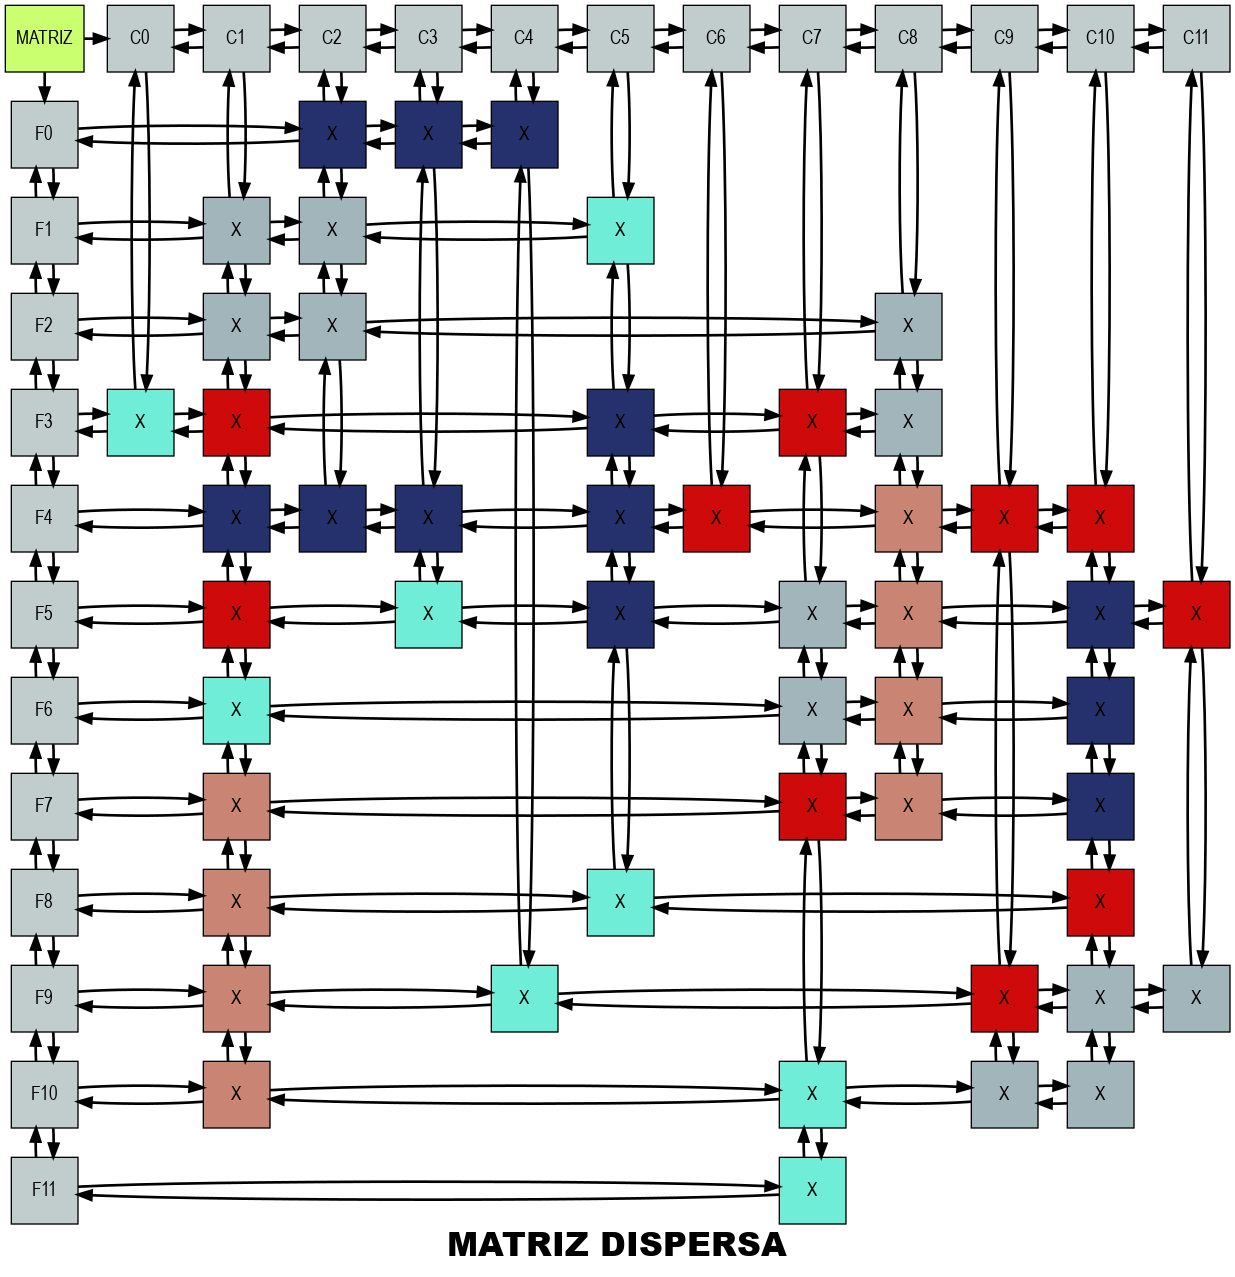 MATRIZ C0 C1 C2 C3 C4 C5 C6 C7 C8 C9 C10 C11
F0 X X X
F1 X X X
F2 X X X
F3 X X X X X
F4 X X X X X X X X
F5 X X X X X X X
F6 X X X X
F7 X X X X
F8 X X X
F9 X X X X X
F10 X X X X
F11 X
MATRIZ DISPERSA